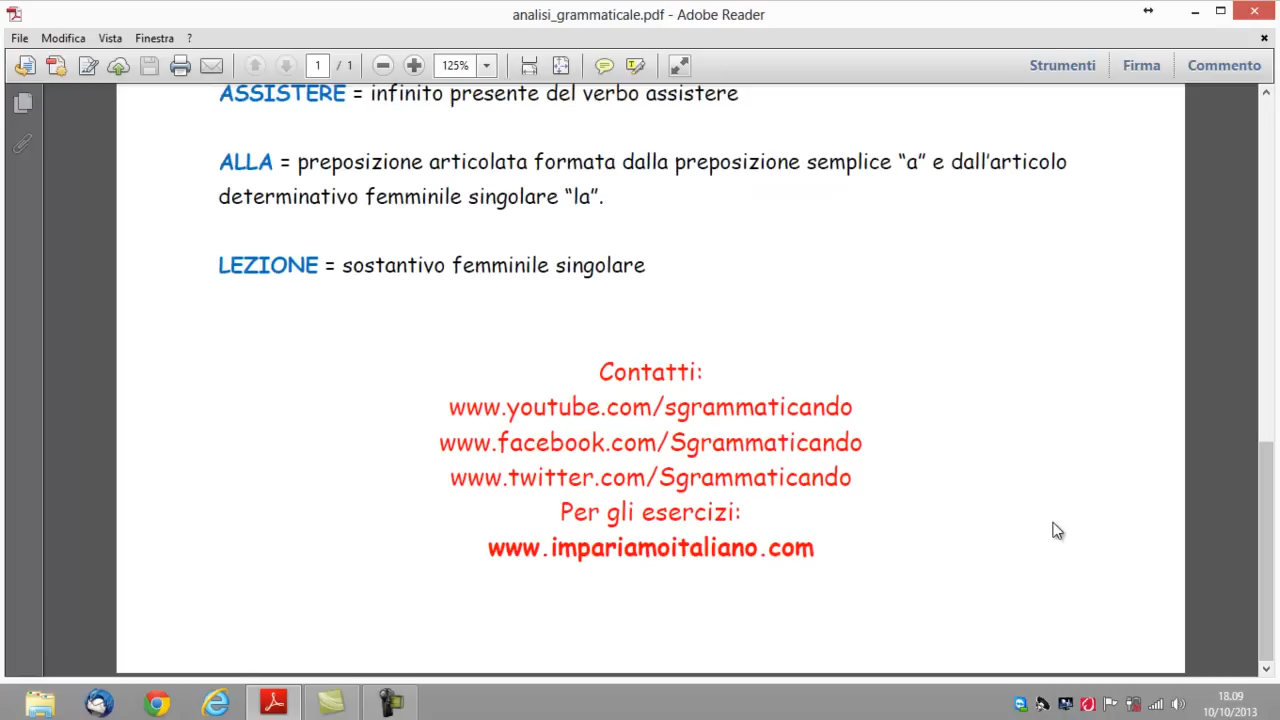 analisi_grammaticale.pdf - Adobe Reader
File Modifica Vista Finestra ?
1 / 1 125% Strumenti Firma Commento
ASSISTERE = infinito presente del verbo assistere
ALLA = preposizione articolata formata dalla preposizione semplice “a” e dall’articolo
determinativo femminile singolare “la”.
LEZIONE = sostantivo femminile singolare
Contatti:
www.youtube.com/sgrammaticando
www.facebook.com/Sgrammaticando
www.twitter.com/Sgrammaticando
Per gli esercizi:
www.impariamoitaliano.com
18.09
10/10/2013